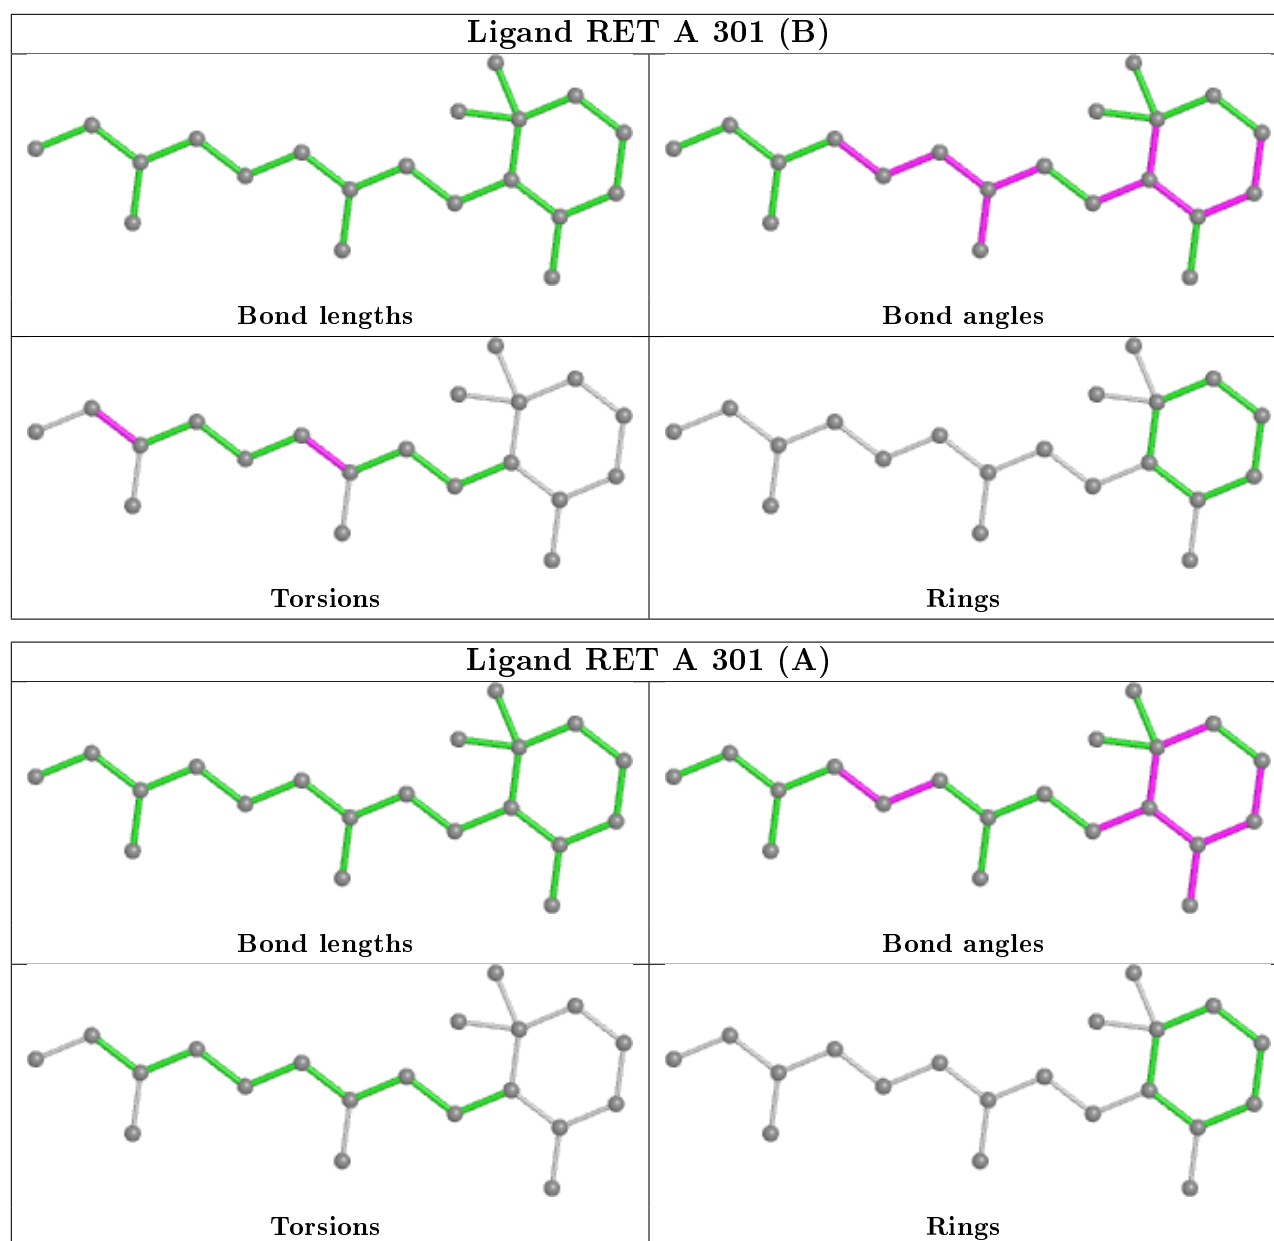 Ligand RET A 301 (B)
Bond lengths
Bond angles
Torsions
Rings
Ligand RET A 301 (A)
Bond lengths
Bond angles
Torsions
Rings